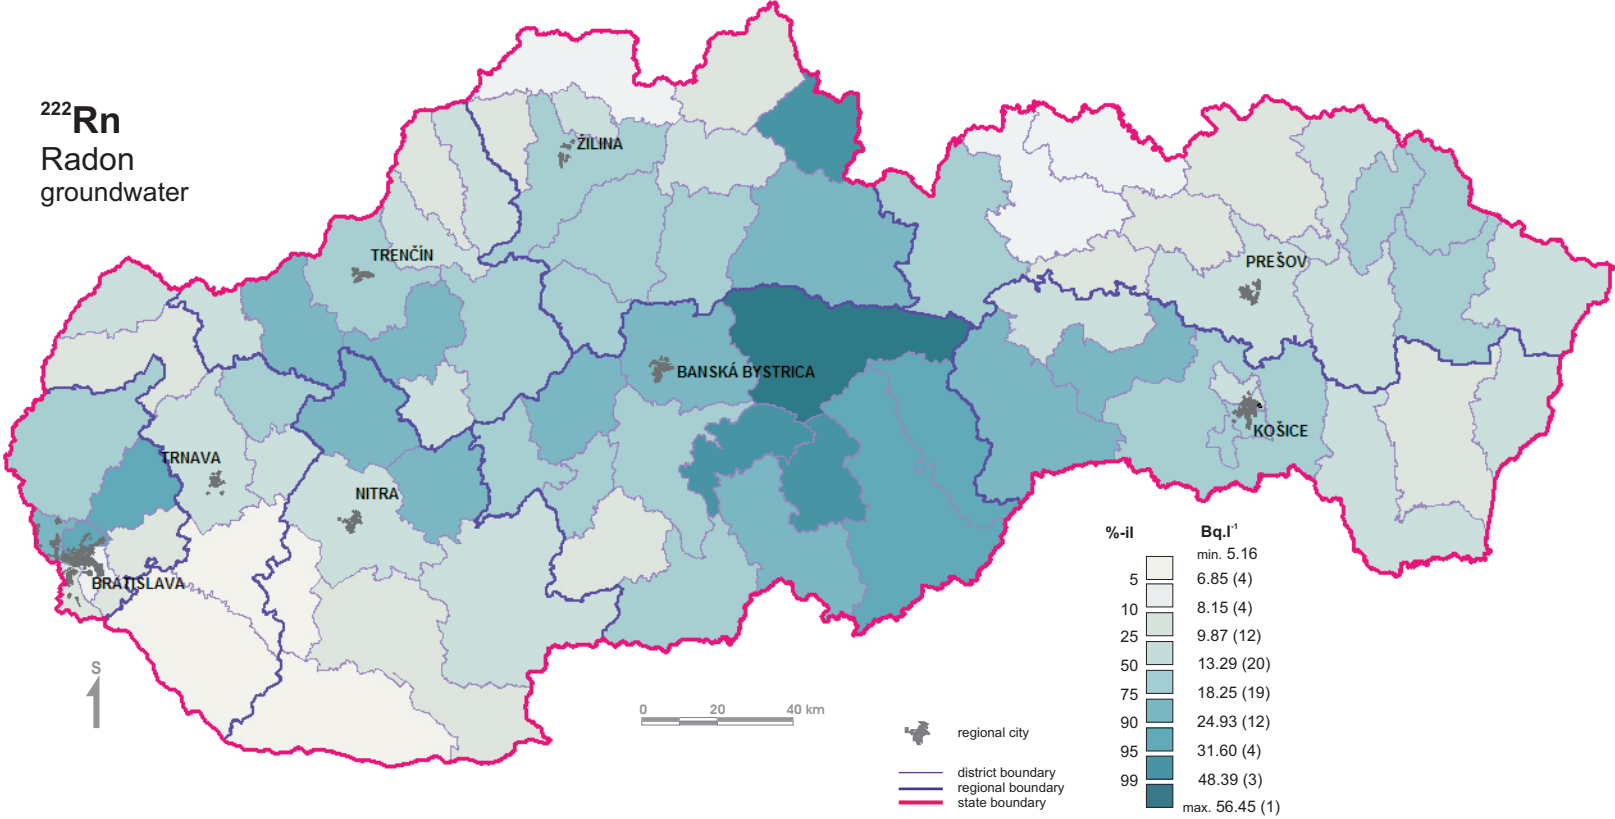 ²²²Rn
Radon
groundwater
ŽILINA
TRENČÍN
PREŠOV
BANSKÁ BYSTRICA
KOŠICE
TRNAVA
NITRA
BRATISLAVA
S
0 20 40 km
regional city
district boundary
regional boundary
state boundary
%-il Bq.l⁻¹
min. 5.16
5 6.85 (4)
10 8.15 (4)
25 9.87 (12)
50 13.29 (20)
75 18.25 (19)
90 24.93 (12)
95 31.60 (4)
99 48.39 (3)
max. 56.45 (1)